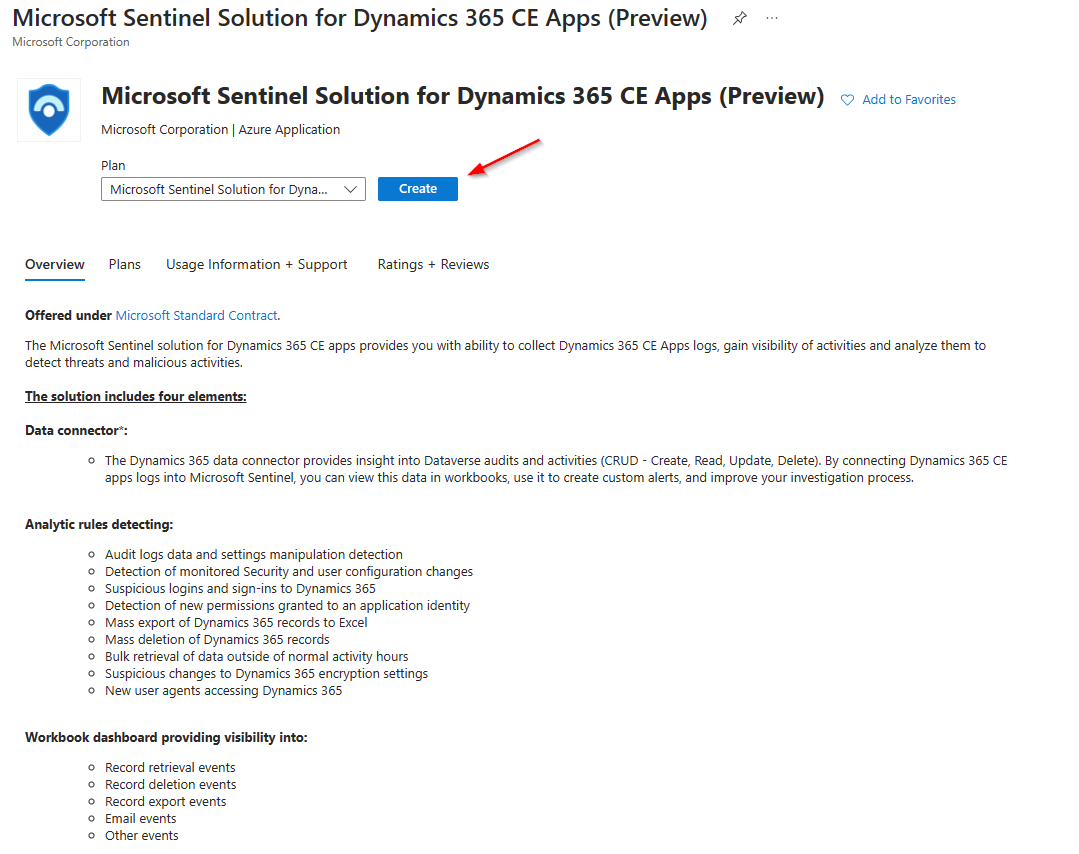 Microsoft Sentinel Solution for Dynamics 365 CE Apps (Preview)
Microsoft Corporation
Microsoft Sentinel Solution for Dynamics 365 CE Apps (Preview)
Add to Favorites
Microsoft Corporation | Azure Application
Plan
Microsoft Sentinel Solution for Dyna...
Create
Overview
Plans
Usage Information + Support
Ratings + Reviews
Offered under Microsoft Standard Contract.
The Microsoft Sentinel solution for Dynamics 365 CE apps provides you with ability to collect Dynamics 365 CE Apps logs, gain visibility of activities and analyze them to
detect threats and malicious activities.
The solution includes four elements:
Data connector*:
The Dynamics 365 data connector provides insight into Dataverse audits and activities (CRUD - Create, Read, Update, Delete). By connecting Dynamics 365 CE
apps logs into Microsoft Sentinel, you can view this data in workbooks, use it to create custom alerts, and improve your investigation process.
Analytic rules detecting:
Audit logs data and settings manipulation detection
Detection of monitored Security and user configuration changes
Suspicious logins and sign-ins to Dynamics 365
Detection of new permissions granted to an application identity
Mass export of Dynamics 365 records to Excel
Mass deletion of Dynamics 365 records
Bulk retrieval of data outside of normal activity hours
Suspicious changes to Dynamics 365 encryption settings
New user agents accessing Dynamics 365
Workbook dashboard providing visibility into:
Record retrieval events
Record deletion events
Record export events
Email events
Other events